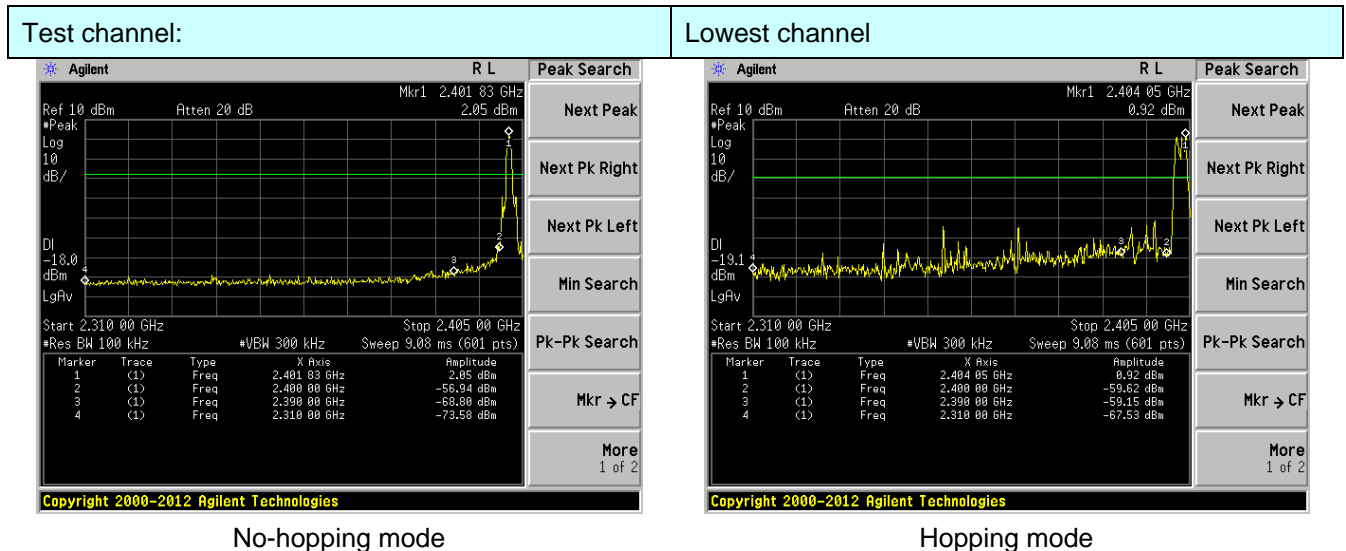 Test channel:
Lowest channel
Agilent R L Peak Search
Mkr1 2.401 83 GHz
Ref 10 dBm Atten 20 dB 2.05 dBm
#Peak
Log
10
dB/
DI
-18.0
dBm
LgAv
1
2
3
4
Start 2.310 00 GHz Stop 2.405 00 GHz
#Res BW 100 kHz #VBW 300 kHz Sweep 9.08 ms (601 pts)
Marker Trace Type X Axis Amplitude
1 (1) Freq 2.401 83 GHz 2.05 dBm
2 (1) Freq 2.400 00 GHz -56.94 dBm
3 (1) Freq 2.390 00 GHz -68.80 dBm
4 (1) Freq 2.310 00 GHz -73.58 dBm
Next Peak
Next Pk Right
Next Pk Left
Min Search
Pk-Pk Search
Mkr → CF
More
1 of 2
Copyright 2000-2012 Agilent Technologies
No-hopping mode
Agilent R L Peak Search
Mkr1 2.404 05 GHz
Ref 10 dBm Atten 20 dB 0.92 dBm
#Peak
Log
10
dB/
DI
-19.1
dBm
LgAv
1
2
3
4
Start 2.310 00 GHz Stop 2.405 00 GHz
#Res BW 100 kHz #VBW 300 kHz Sweep 9.08 ms (601 pts)
Marker Trace Type X Axis Amplitude
1 (1) Freq 2.404 05 GHz 0.92 dBm
2 (1) Freq 2.400 00 GHz -59.62 dBm
3 (1) Freq 2.390 00 GHz -59.15 dBm
4 (1) Freq 2.310 00 GHz -67.53 dBm
Next Peak
Next Pk Right
Next Pk Left
Min Search
Pk-Pk Search
Mkr → CF
More
1 of 2
Copyright 2000-2012 Agilent Technologies
Hopping mode